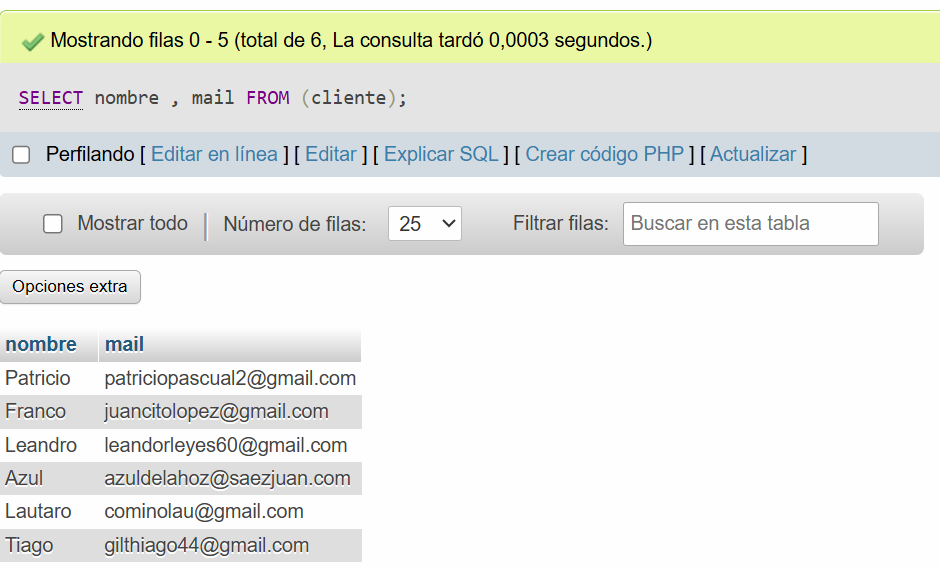 Mostrando filas 0 - 5 (total de 6, La consulta tardó 0,0003 segundos.)
SELECT nombre , mail FROM (cliente);
Perfilando [ Editar en línea ] [ Editar ] [ Explicar SQL ] [ Crear código PHP ] [ Actualizar ]
Mostrar todo | Número de filas: 25 Filtrar filas: Buscar en esta tabla
Opciones extra
nombre mail
Patricio patriciopascual2@gmail.com
Franco juancitolopez@gmail.com
Leandro leandorleyes60@gmail.com
Azul azuldelahoz@saezjuan.com
Lautaro cominolau@gmail.com
Tiago gilthiago44@gmail.com